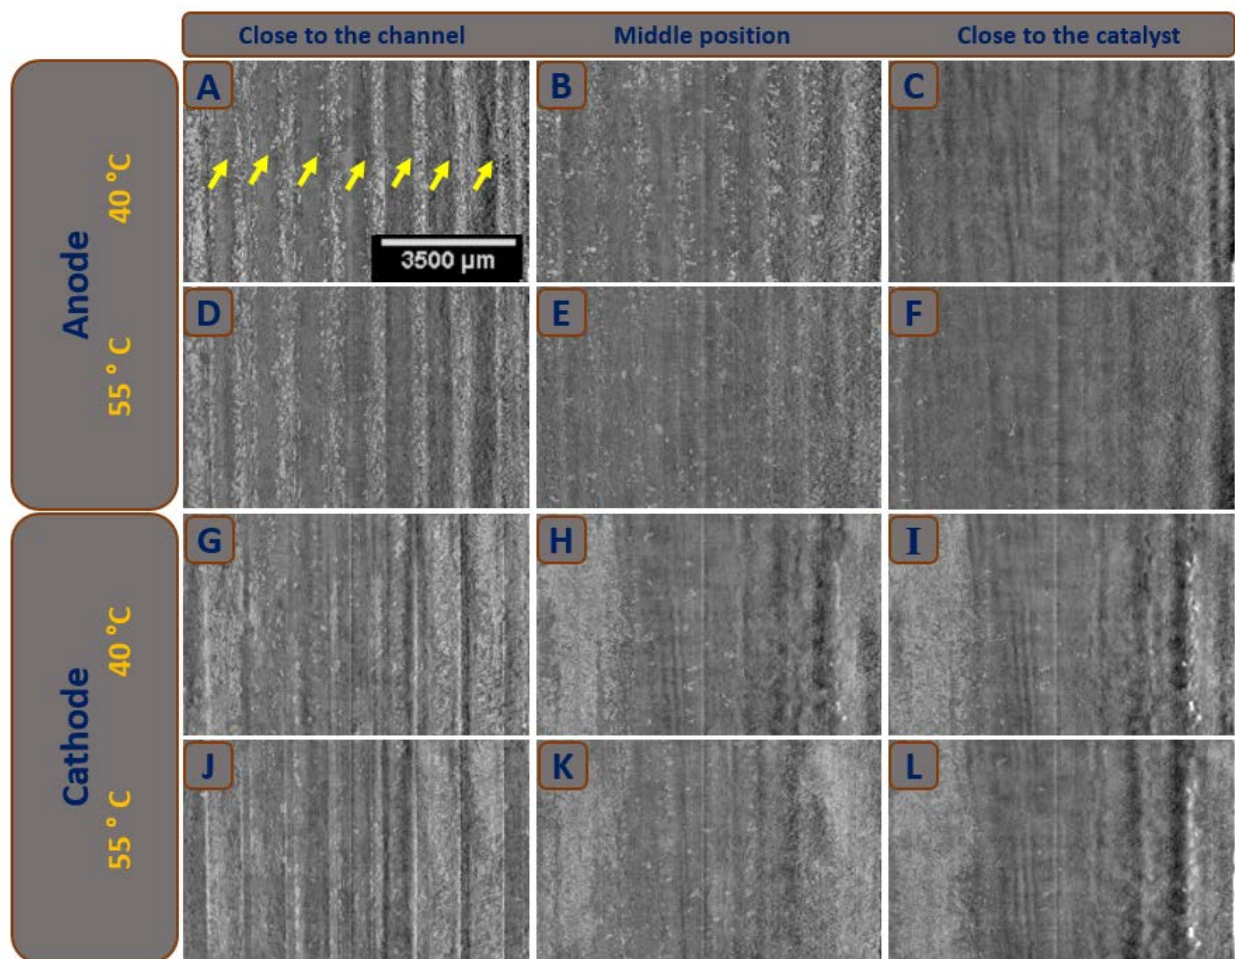 Close to the channel
Middle position
Close to the catalyst
Anode
40 °C
55 ° C
A
B
C
3500 µm
D
E
F
Cathode
40 °C
55 ° C
G
H
I
J
K
L